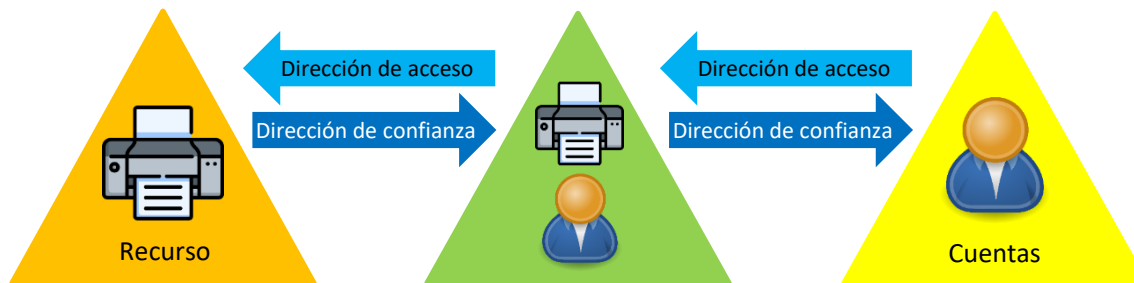 Dirección de acceso
Dirección de acceso
Dirección de confianza
Dirección de confianza
Recurso
Cuentas